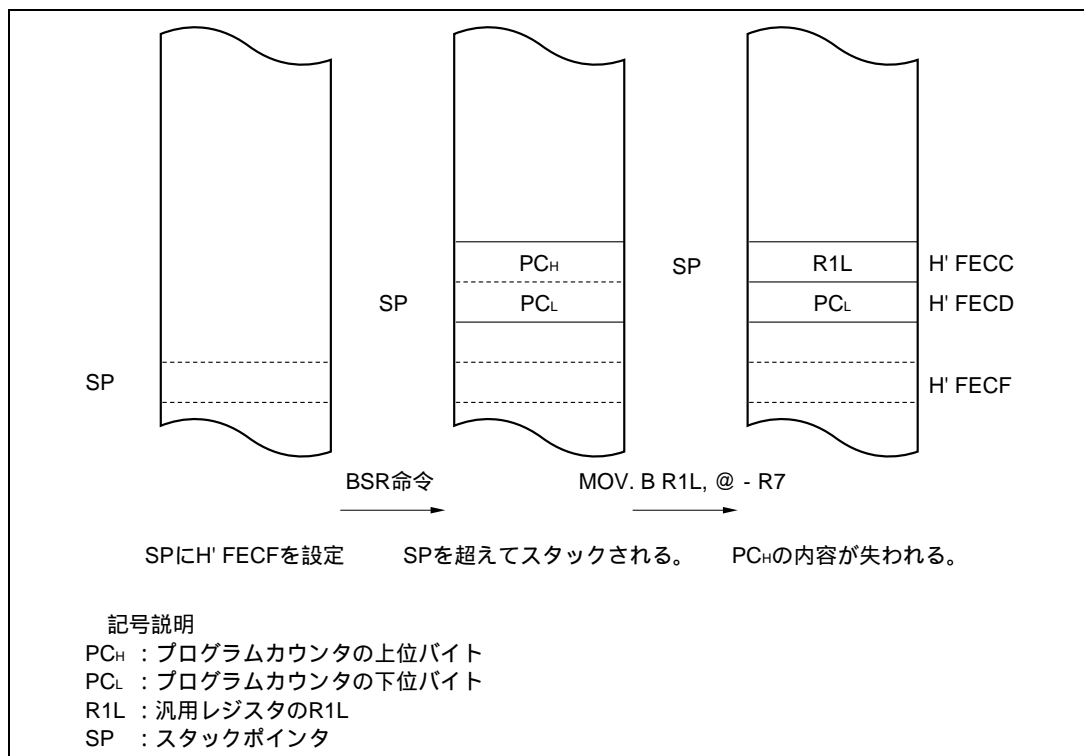 PCH
SP
R1L
H' FECC
SP
PCL
PCL
H' FECD
SP
H' FECF
BSR命令
MOV. B R1L, @ - R7
SPにH' FECFを設定
SPを超えてスタックされる。
PCHの内容が失われる。
記号説明
PCH ：プログラムカウンタの上位バイト
PCL ：プログラムカウンタの下位バイト
R1L ：汎用レジスタのR1L
SP ：スタックポインタ